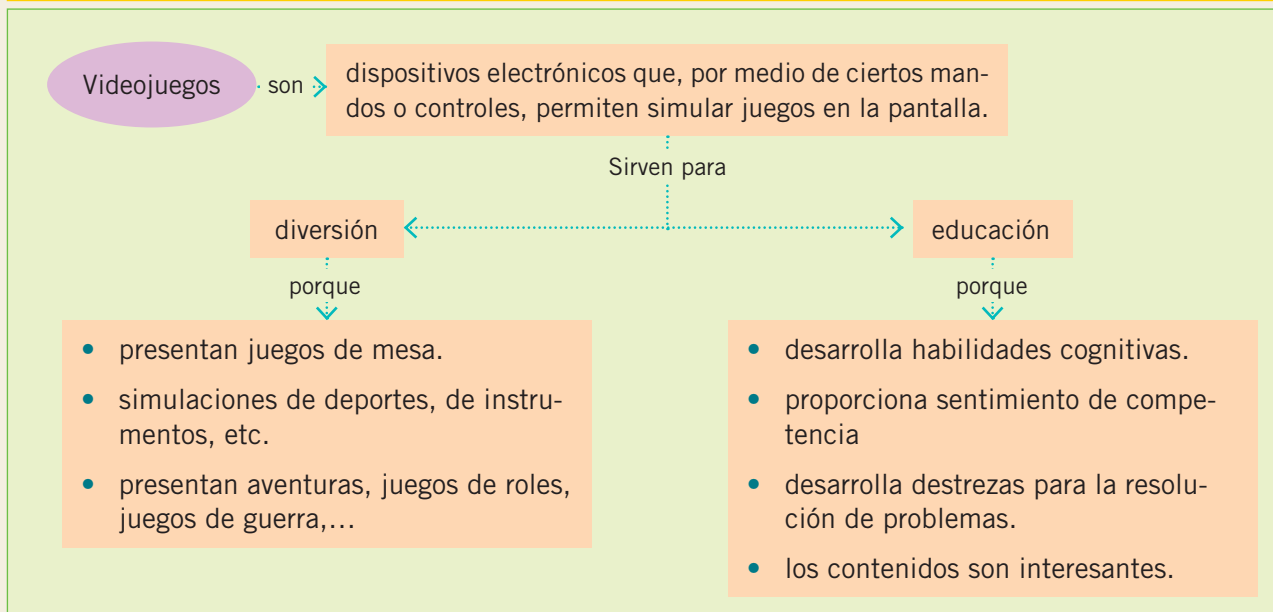 Videojuegos
son
dispositivos electrónicos que, por medio de ciertos man-
dos o controles, permiten simular juegos en la pantalla.
Sirven para
diversión
educación
porque
porque
• presentan juegos de mesa.
• simulaciones de deportes, de instru-
mentos, etc.
• presentan aventuras, juegos de roles,
juegos de guerra,…
• desarrolla habilidades cognitivas.
• proporciona sentimiento de compe-
tencia
• desarrolla destrezas para la resolu-
ción de problemas.
• los contenidos son interesantes.